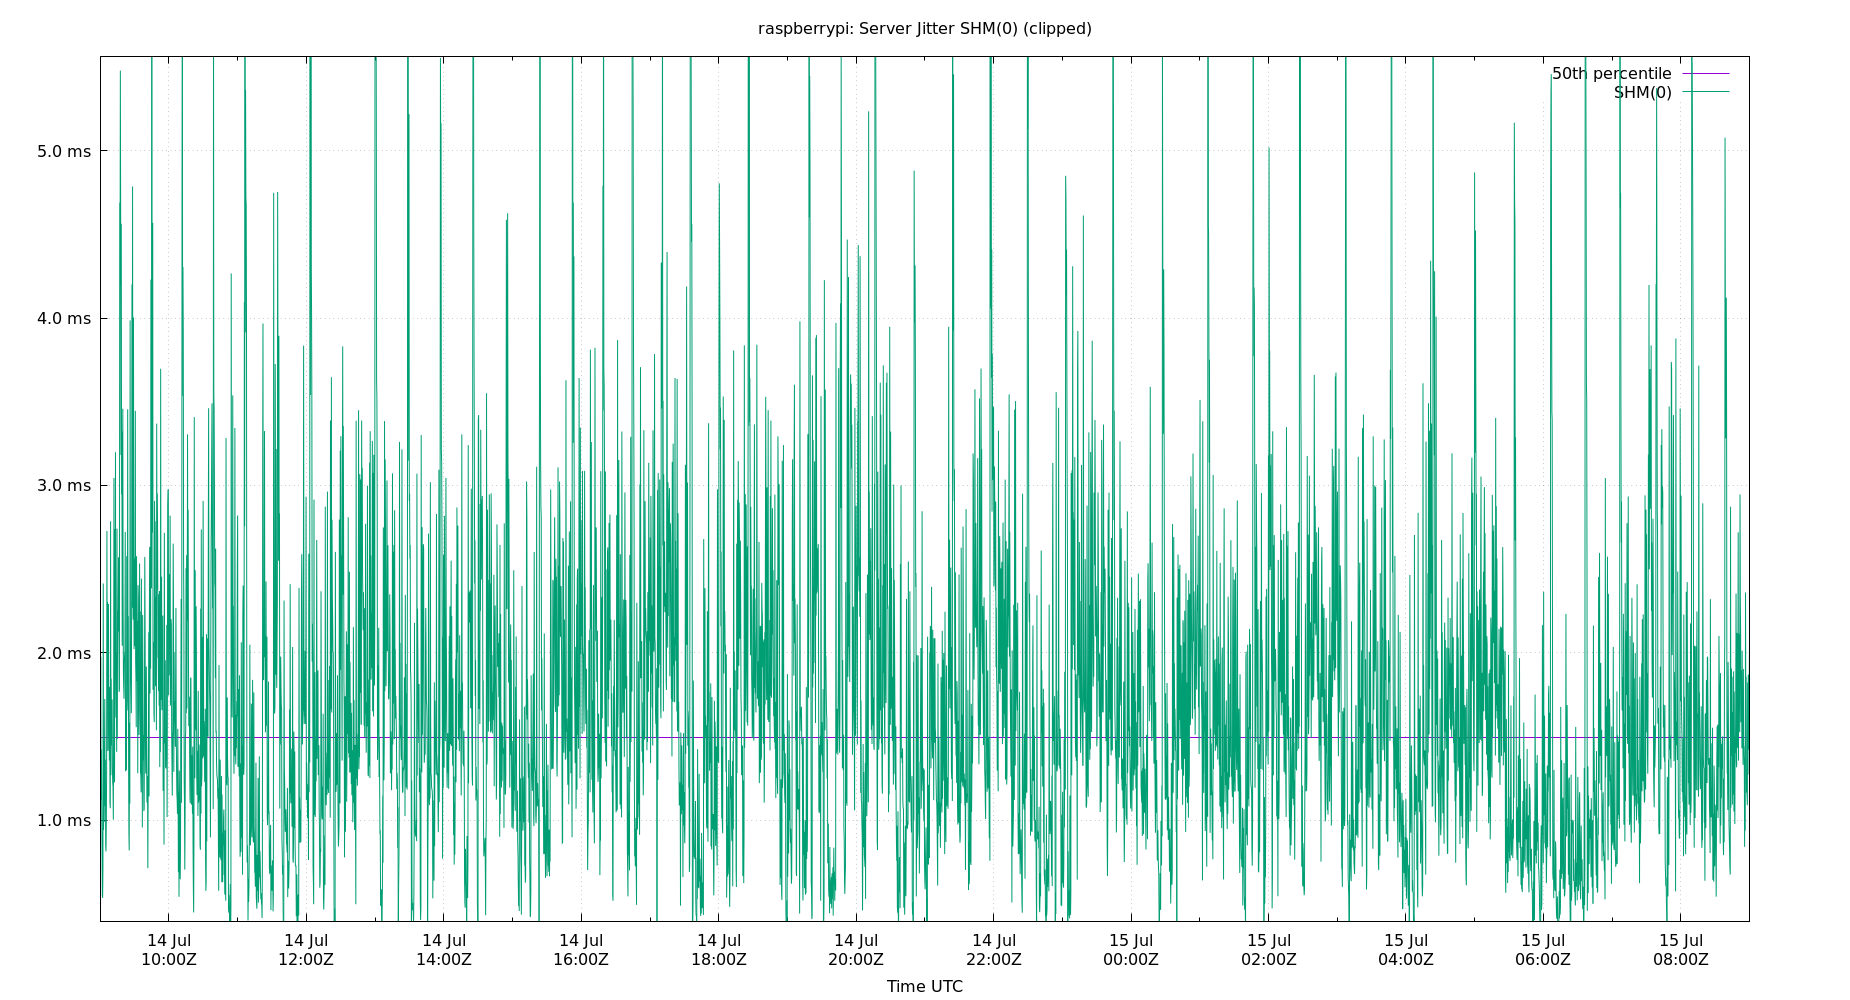 raspberrypi: Server Jitter SHM(0) (clipped)
50th percentile
SHM(0)
5.0 ms
4.0 ms
3.0 ms
2.0 ms
1.0 ms
14 Jul 14 Jul 14 Jul 14 Jul 14 Jul 14 Jul 14 Jul 15 Jul 15 Jul 15 Jul 15 Jul 15 Jul
10:00Z 12:00Z 14:00Z 16:00Z 18:00Z 20:00Z 22:00Z 00:00Z 02:00Z 04:00Z 06:00Z 08:00Z
Time UTC